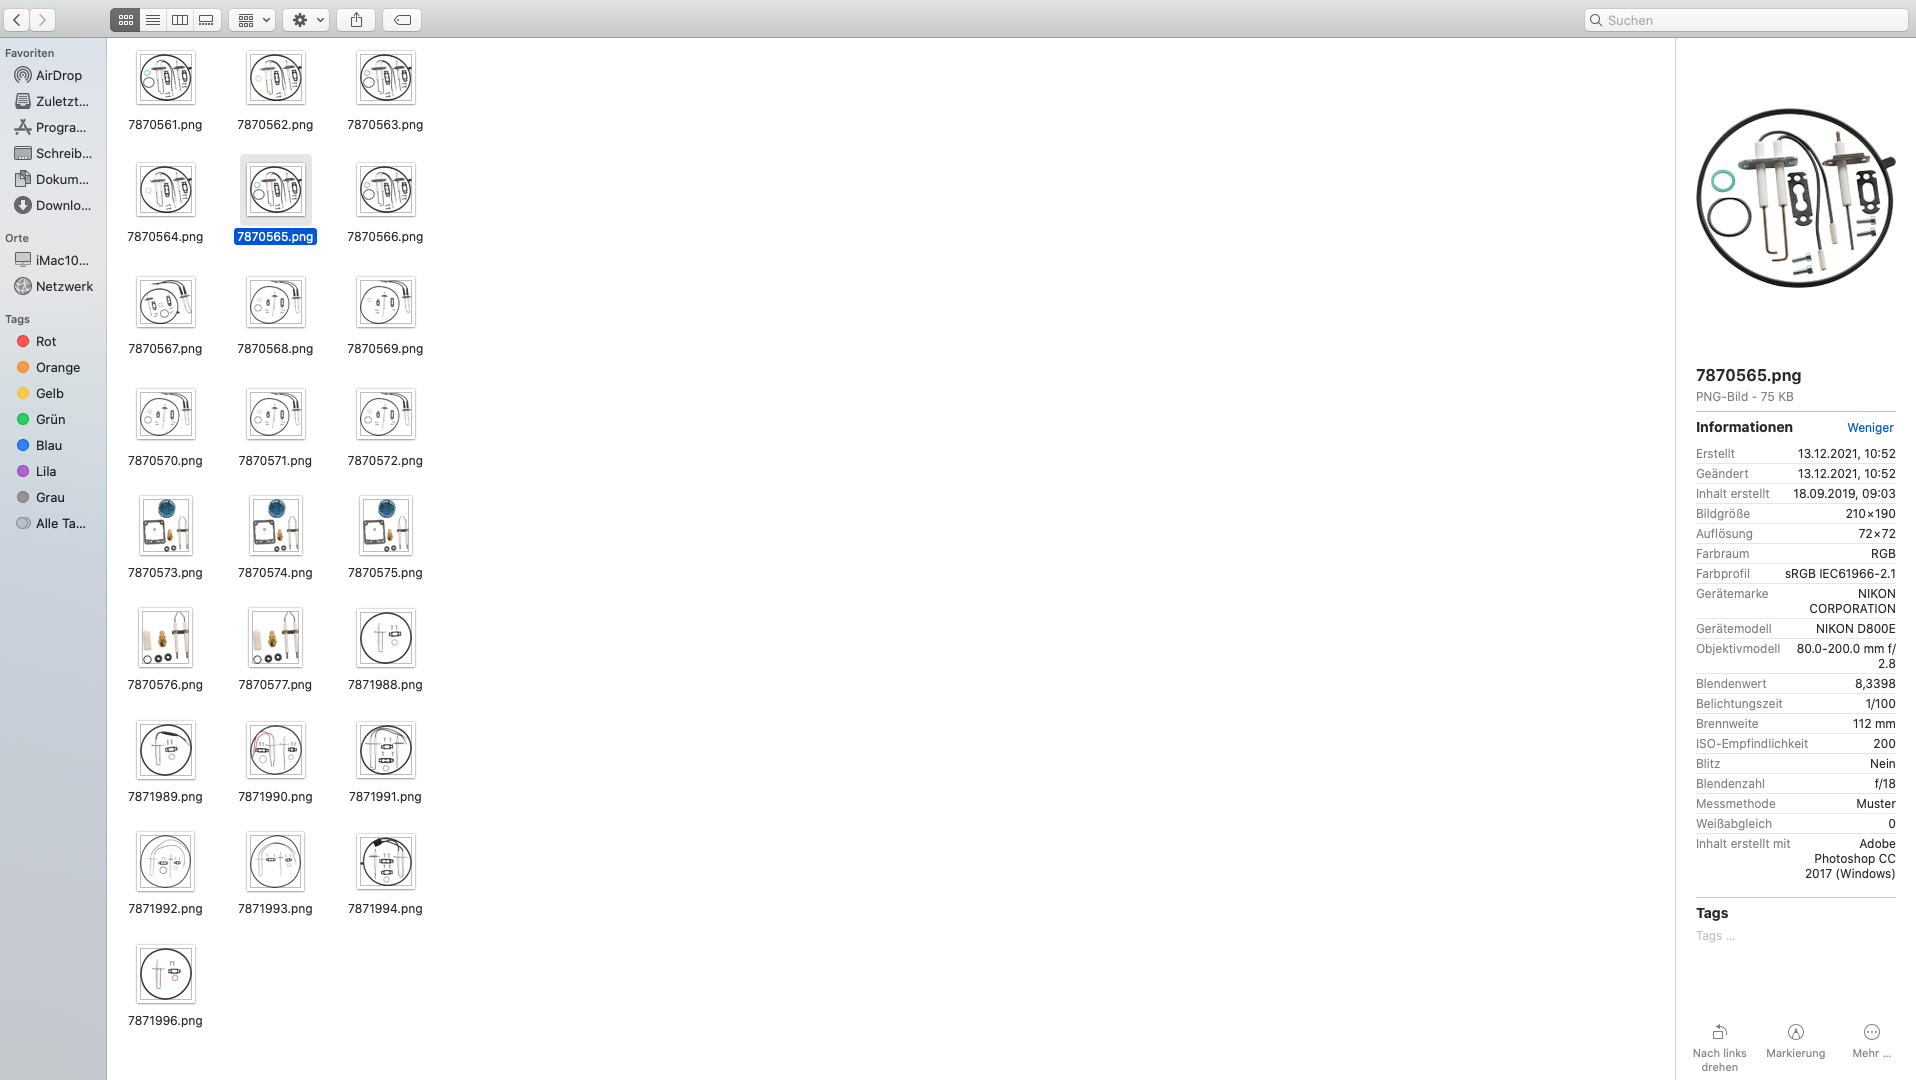 Suchen
Favoriten
AirDrop
Zuletzt...
Progra...
Schreib...
Dokum...
Downlo...
Orte
iMac10...
Netzwerk
Tags
Rot
Orange
Gelb
Grün
Blau
Lila
Grau
Alle Ta...
7870561.png 7870562.png 7870563.png
7870564.png 7870565.png 7870566.png
7870567.png 7870568.png 7870569.png
7870570.png 7870571.png 7870572.png
7870573.png 7870574.png 7870575.png
7870576.png 7870577.png 7871988.png
7871989.png 7871990.png 7871991.png
7871992.png 7871993.png 7871994.png
7871996.png
7870565.png
PNG-Bild - 75 KB
Informationen Weniger
Erstellt 13.12.2021, 10:52
Geändert 13.12.2021, 10:52
Inhalt erstellt 18.09.2019, 09:03
Bildgröße 210×190
Auflösung 72×72
Farbraum RGB
Farbprofil sRGB IEC61966-2.1
Gerätemarke NIKON
CORPORATION
Gerätemodell NIKON D800E
Objektivmodell 80.0-200.0 mm f/
2.8
Blendenwert 8,3398
Belichtungszeit 1/100
Brennweite 112 mm
ISO-Empfindlichkeit 200
Blitz Nein
Blendenzahl f/18
Messmethode Muster
Weißabgleich 0
Inhalt erstellt mit Adobe
Photoshop CC
2017 (Windows)
Tags
Tags ...
Nach links
drehen
Markierung
Mehr ...